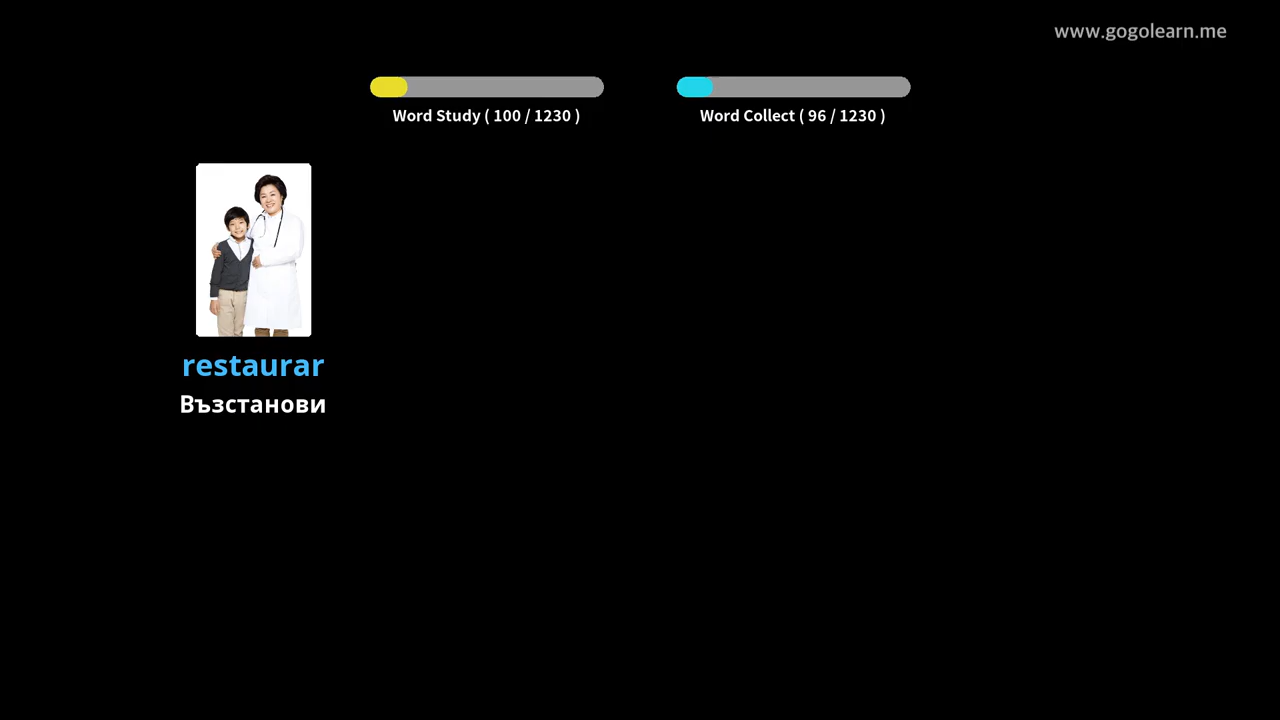 www.gogolearn.me
Word Study ( 100 / 1230 )
Word Collect ( 96 / 1230 )
restaurar
Възстанови